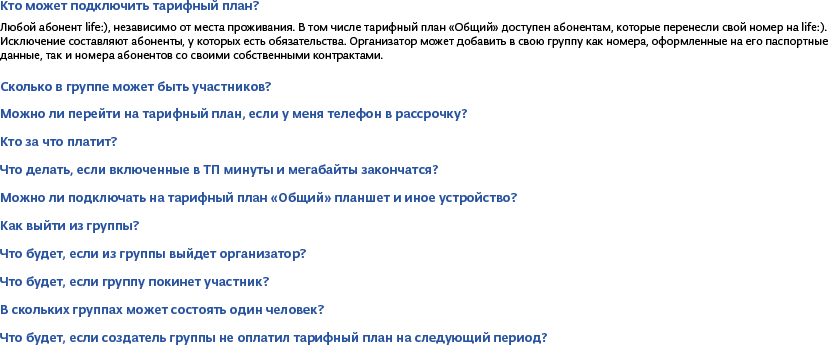 Кто может подключить тарифный план?
Любой абонент life:), независимо от места проживания. В том числе тарифный план «Общий» доступен абонентам, которые перенесли свой номер на life:).
Исключение составляют абоненты, у которых есть обязательства. Организатор может добавить в свою группу как номера, оформленные на его паспортные
данные, так и номера абонентов со своими собственными контрактами.
Сколько в группе может быть участников?
Можно ли перейти на тарифный план, если у меня телефон в рассрочку?
Кто за что платит?
Что делать, если включенные в ТП минуты и мегабайты закончатся?
Можно ли подключать на тарифный план «Общий» планшет и иное устройство?
Как выйти из группы?
Что будет, если из группы выйдет организатор?
Что будет, если группу покинет участник?
В скольких группах может состоять один человек?
Что будет, если создатель группы не оплатил тарифный план на следующий период?